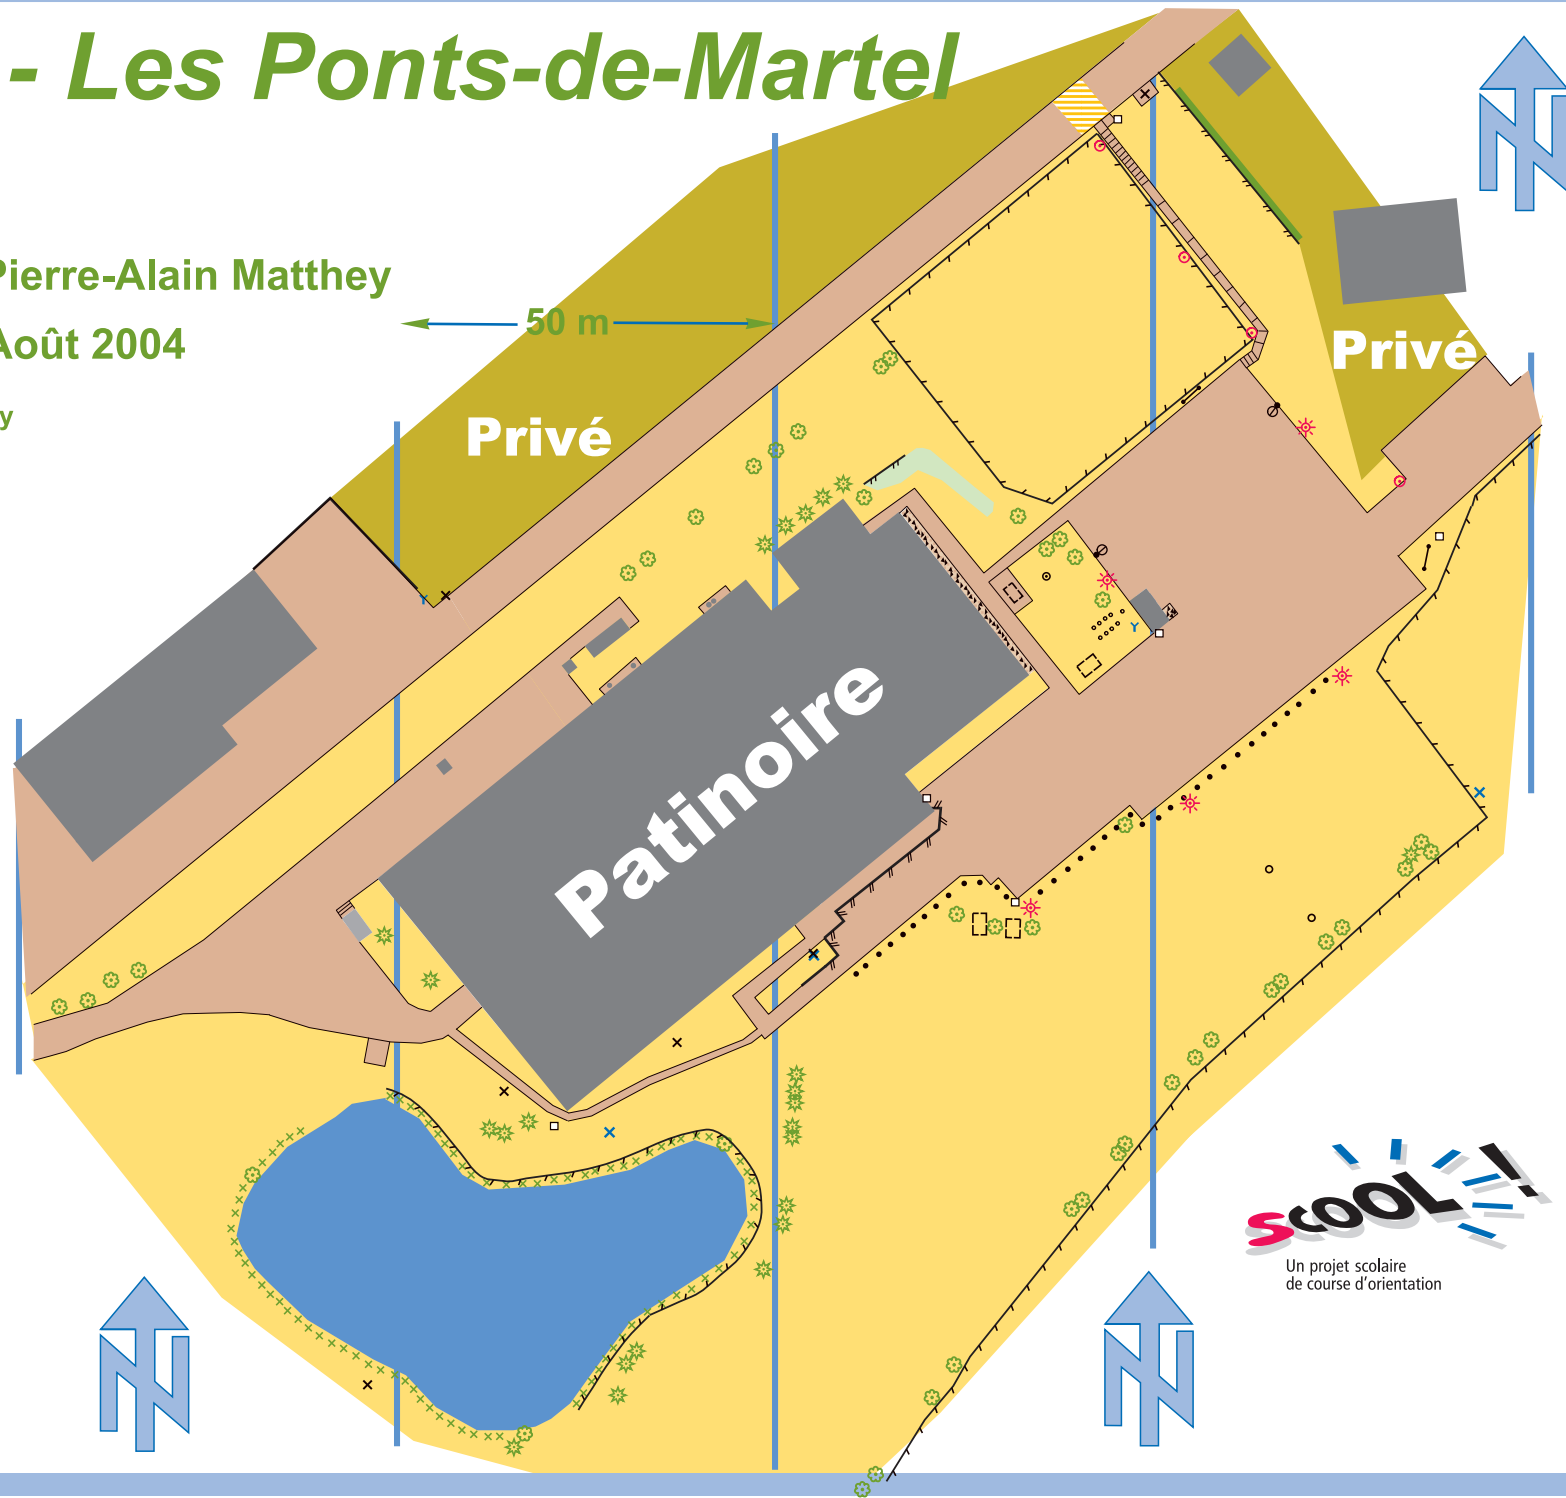 - Les Ponts-de-Martel
Pierre-Alain Matthey
Août 2004
y
50 m
Privé
Privé
Patinoire
sCOOL !
Un projet scolaire
de course d'orientation
N
N
N